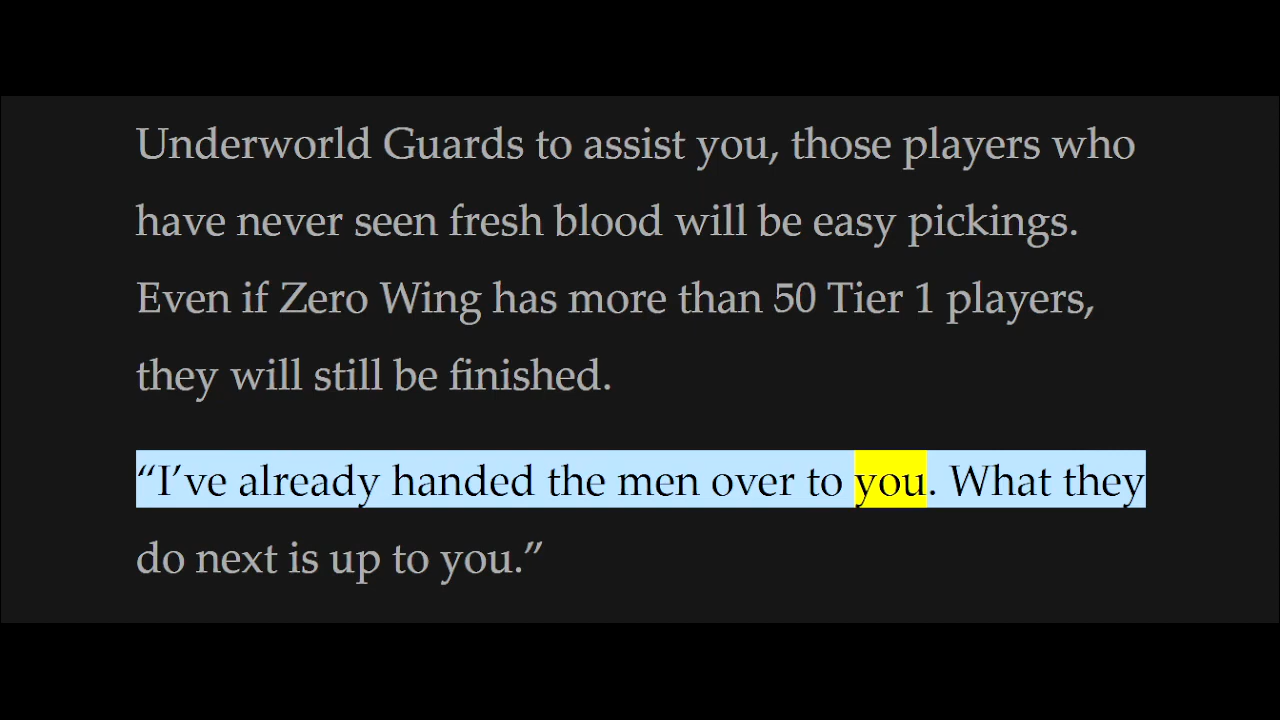 Underworld Guards to assist you, those players who
have never seen fresh blood will be easy pickings.
Even if Zero Wing has more than 50 Tier 1 players,
they will still be finished.
“I’ve already handed the men over to you. What they
do next is up to you.”